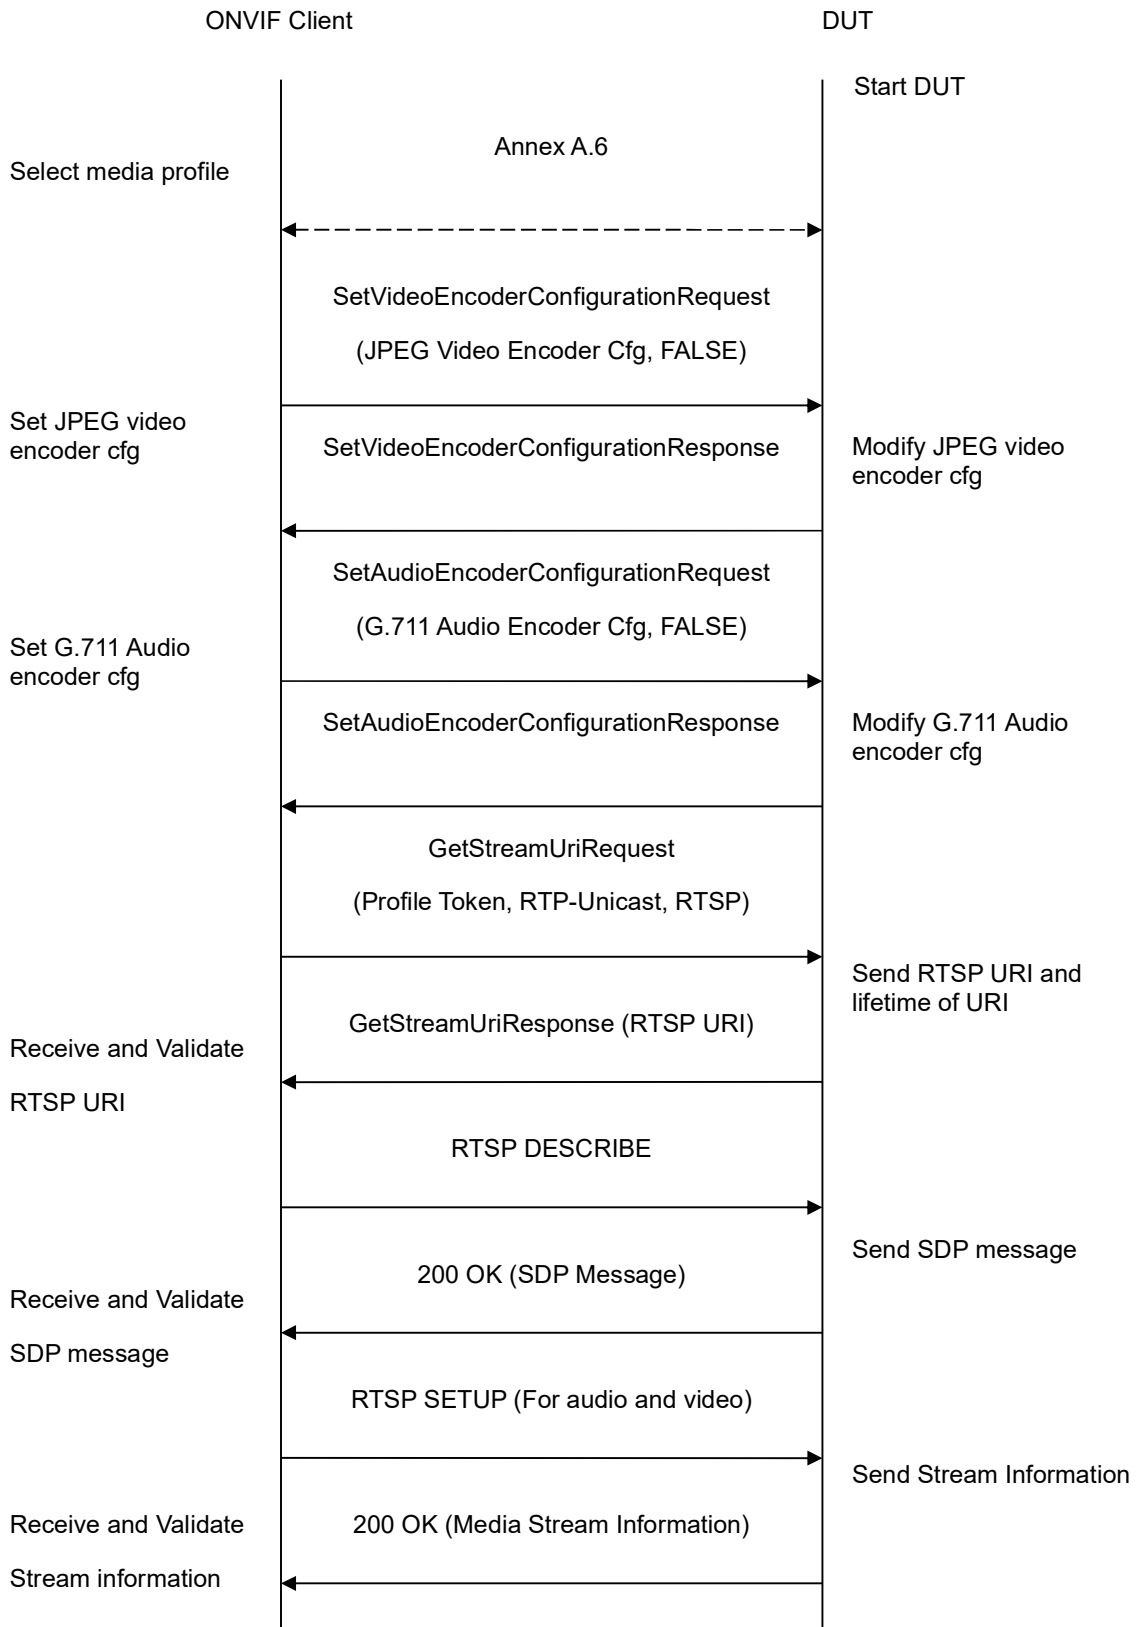 ONVIF Client
DUT
Start DUT
Annex A.6
Select media profile
SetVideoEncoderConfigurationRequest
(JPEG Video Encoder Cfg, FALSE)
Set JPEG video
encoder cfg
SetVideoEncoderConfigurationResponse
Modify JPEG video
encoder cfg
SetAudioEncoderConfigurationRequest
(G.711 Audio Encoder Cfg, FALSE)
Set G.711 Audio
encoder cfg
SetAudioEncoderConfigurationResponse
Modify G.711 Audio
encoder cfg
GetStreamUriRequest
(Profile Token, RTP-Unicast, RTSP)
Send RTSP URI and
lifetime of URI
GetStreamUriResponse (RTSP URI)
Receive and Validate
RTSP URI
RTSP DESCRIBE
Send SDP message
200 OK (SDP Message)
Receive and Validate
SDP message
RTSP SETUP (For audio and video)
Send Stream Information
200 OK (Media Stream Information)
Receive and Validate
Stream information